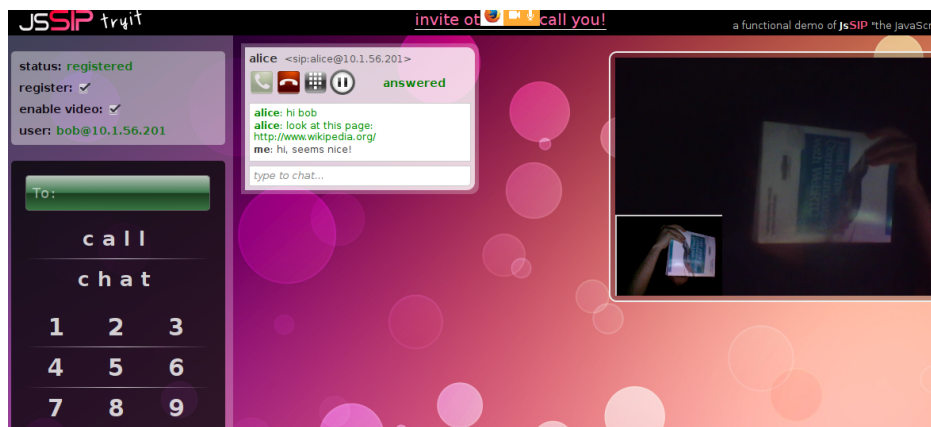 JSSIP tryit
invite ot call you!
a functional demo of JsSIP "the JavaScr
status: registered
register:
enable video:
user: bob@10.1.56.201
alice <sip:alice@10.1.56.201>
answered
alice: hi bob
alice: look at this page:
http://www.wikipedia.org/
me: hi, seems nice!
type to chat...
To:
call
chat
1 2 3
4 5 6
7 8 9